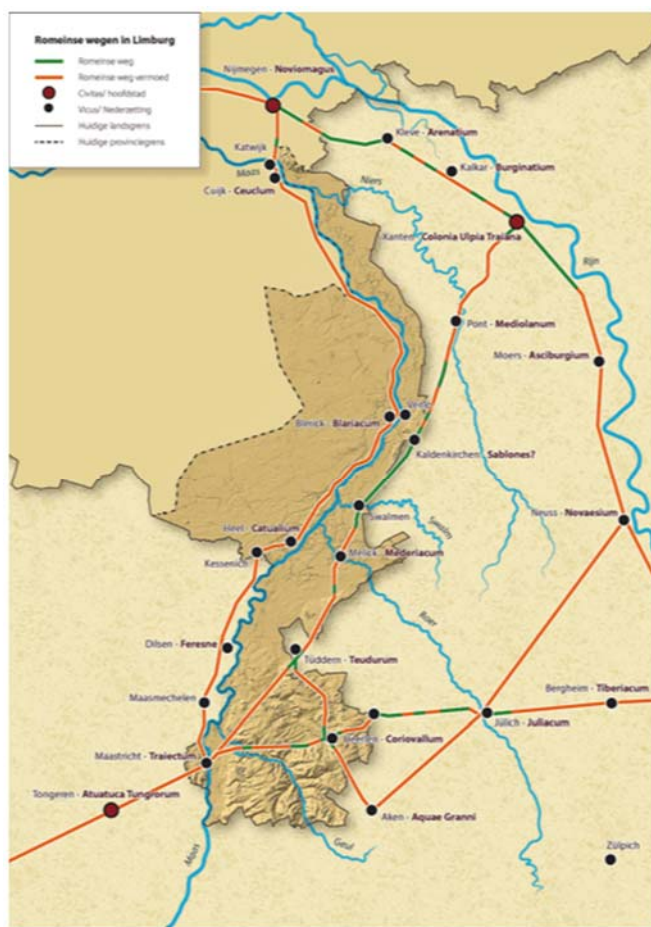 Romeinse wegen in Limburg
Romeinse weg
Romeinse weg vermoed
Civitas/ hoofdstad
Vicus/ Nederzetting
Huidige landsgrens
Huidige provinciegrens
Nijmegen - Noviomagus
Kleve - Arenatium
Katwijk
Maas
Kalkar - Burginatium
Niers
Cuijk - Ceuclum
Xanten - Colonia Ulpia Traiana
Rijn
Pont - Mediolanum
Moers - Asciburgium
Blerick - Blariacum
Venlo
Kaldenkirchen - Sablones?
Swalmen
Swalm
Neuss - Novaesium
Heel - Catualium
Kessenich
Melick - Mederiacum
Roer
Dilsen - Feresne
Tüddern - Teudurum
Maasmechelen
Bergheim - Tiberiacum
Jülich - Juliacum
Heerlen - Coriovallum
Maastricht - Traiectum
Tongeren - Atuatuca Tungrorum
Aken - Aquae Granni
Geul
Maas
Zülpich